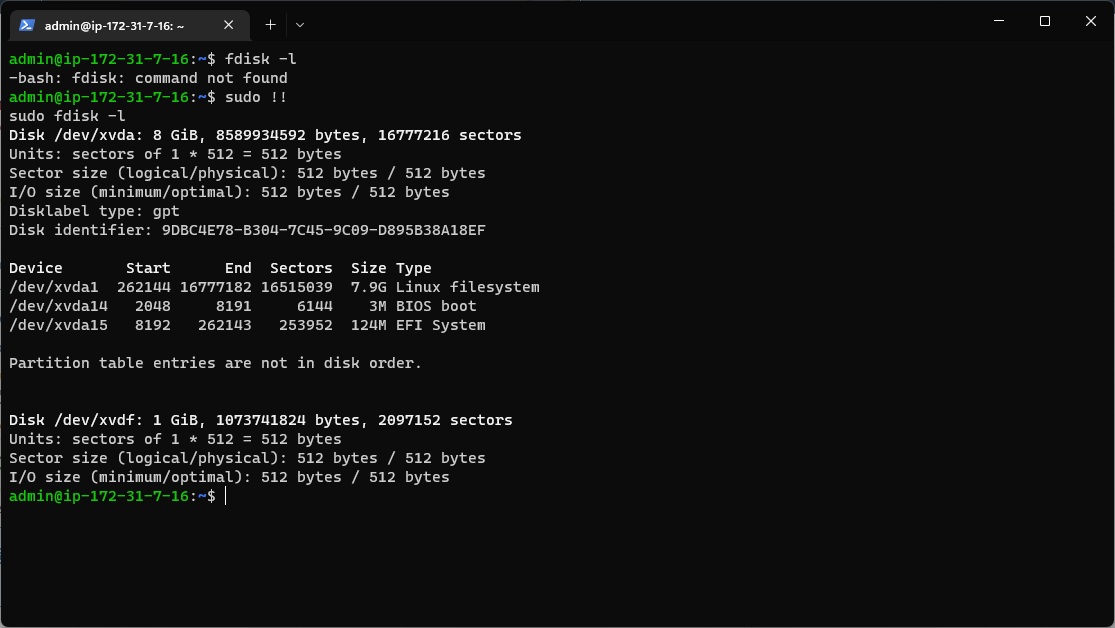 admin@ip-172-31-7-16: ~
admin@ip-172-31-7-16:~$ fdisk -l
-bash: fdisk: command not found
admin@ip-172-31-7-16:~$ sudo !!
sudo fdisk -l
Disk /dev/xvda: 8 GiB, 8589934592 bytes, 16777216 sectors
Units: sectors of 1 * 512 = 512 bytes
Sector size (logical/physical): 512 bytes / 512 bytes
I/O size (minimum/optimal): 512 bytes / 512 bytes
Disklabel type: gpt
Disk identifier: 9DBC4E78-B304-7C45-9C09-D895B38A18EF
Device       Start      End  Sectors  Size Type
/dev/xvda1  262144 16777182 16515039  7.9G Linux filesystem
/dev/xvda14   2048     8191     6144    3M BIOS boot
/dev/xvda15   8192   262143   253952  124M EFI System
Partition table entries are not in disk order.
Disk /dev/xvdf: 1 GiB, 1073741824 bytes, 2097152 sectors
Units: sectors of 1 * 512 = 512 bytes
Sector size (logical/physical): 512 bytes / 512 bytes
I/O size (minimum/optimal): 512 bytes / 512 bytes
admin@ip-172-31-7-16:~$